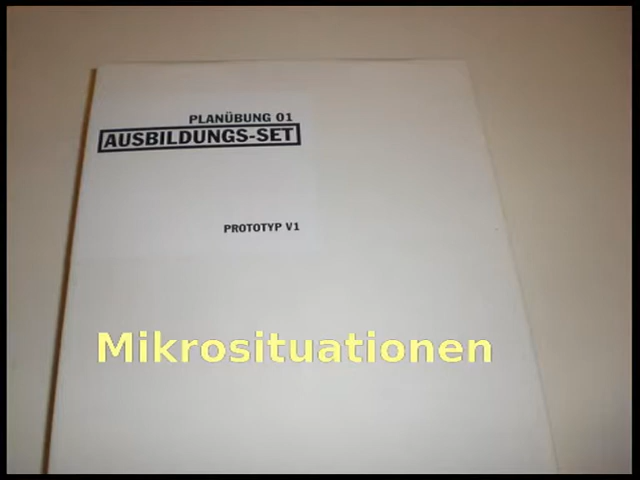 PLANÜBUNG 01
AUSBILDUNGS-SET
PROTOTYP V1
Mikrosituationen